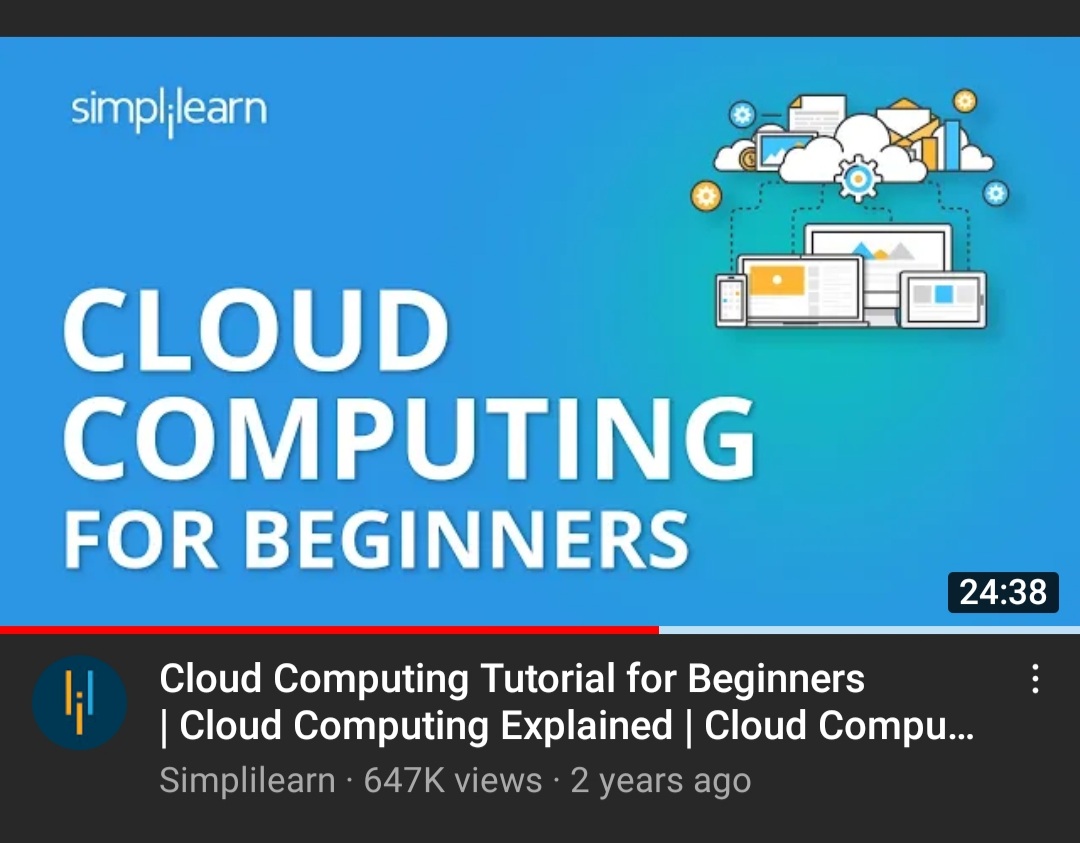 simplilearn
CLOUD
COMPUTING
FOR BEGINNERS
24:38
Cloud Computing Tutorial for Beginners
| Cloud Computing Explained | Cloud Compu...
Simplilearn · 647K views · 2 years ago